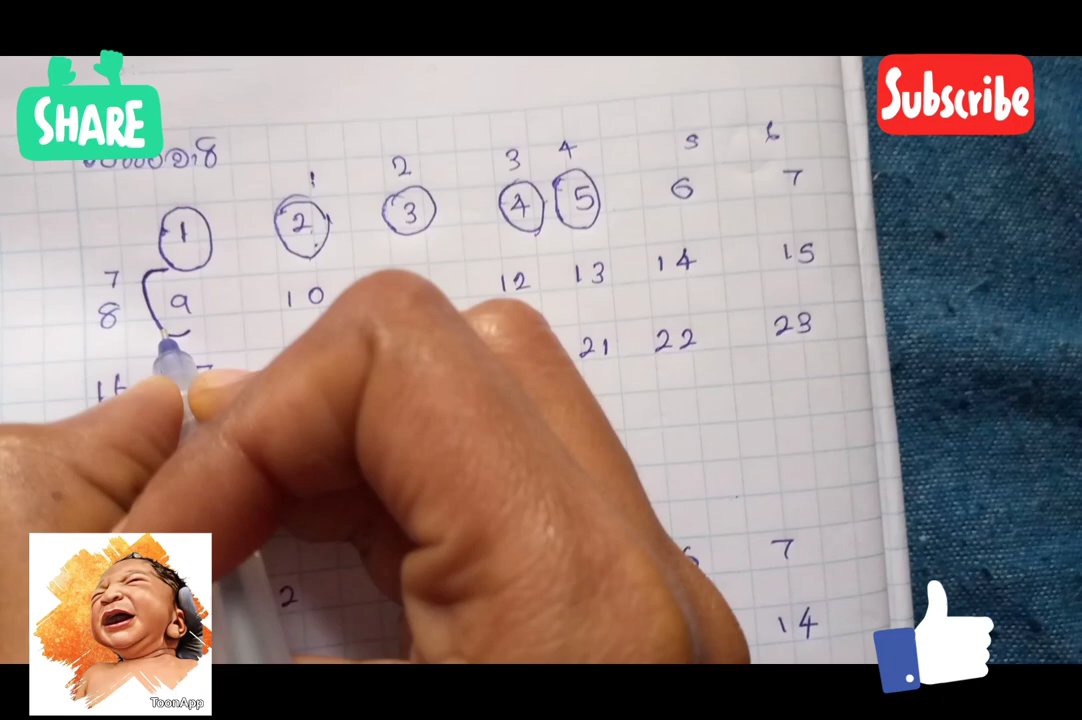 SHARE
Subscribe
1 2 3 4 5 6
1 2 3 4 5 6 7
7
8 9 10 12 13 14 15
21 22 23
6 7
2
14
ToonApp